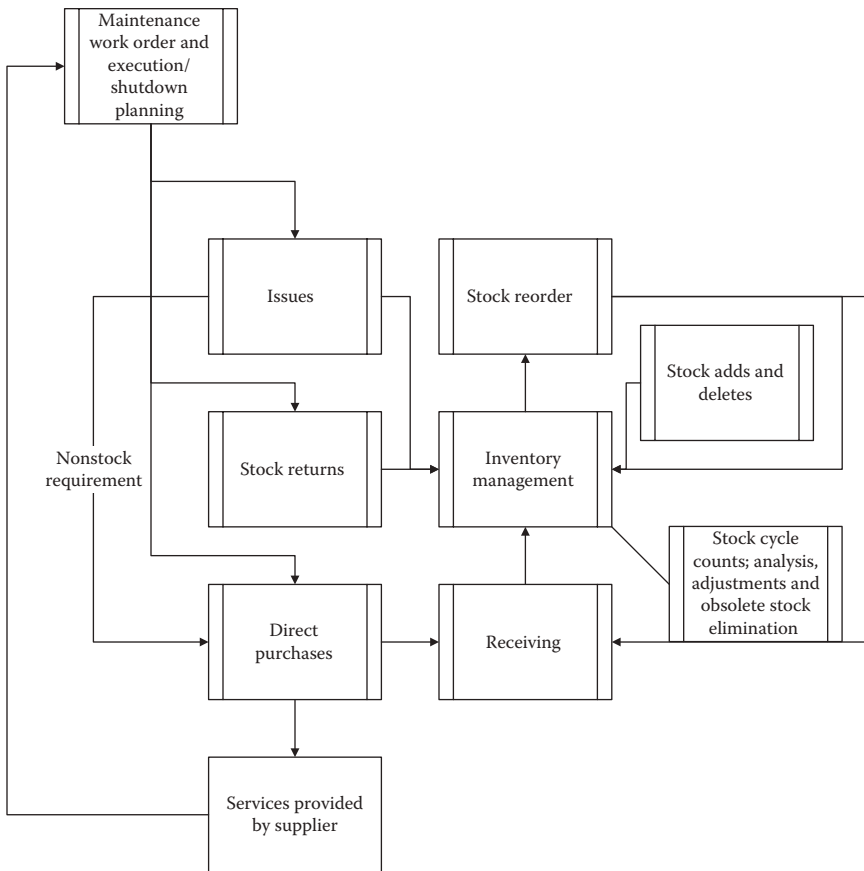 Maintenance
work order and
execution/
shutdown
planning
Issues
Stock reorder
Stock adds and
deletes
Nonstock
requirement
Stock returns
Inventory
management
Stock cycle
counts; analysis,
adjustments and
obsolete stock
elimination
Direct
purchases
Receiving
Services provided
by supplier